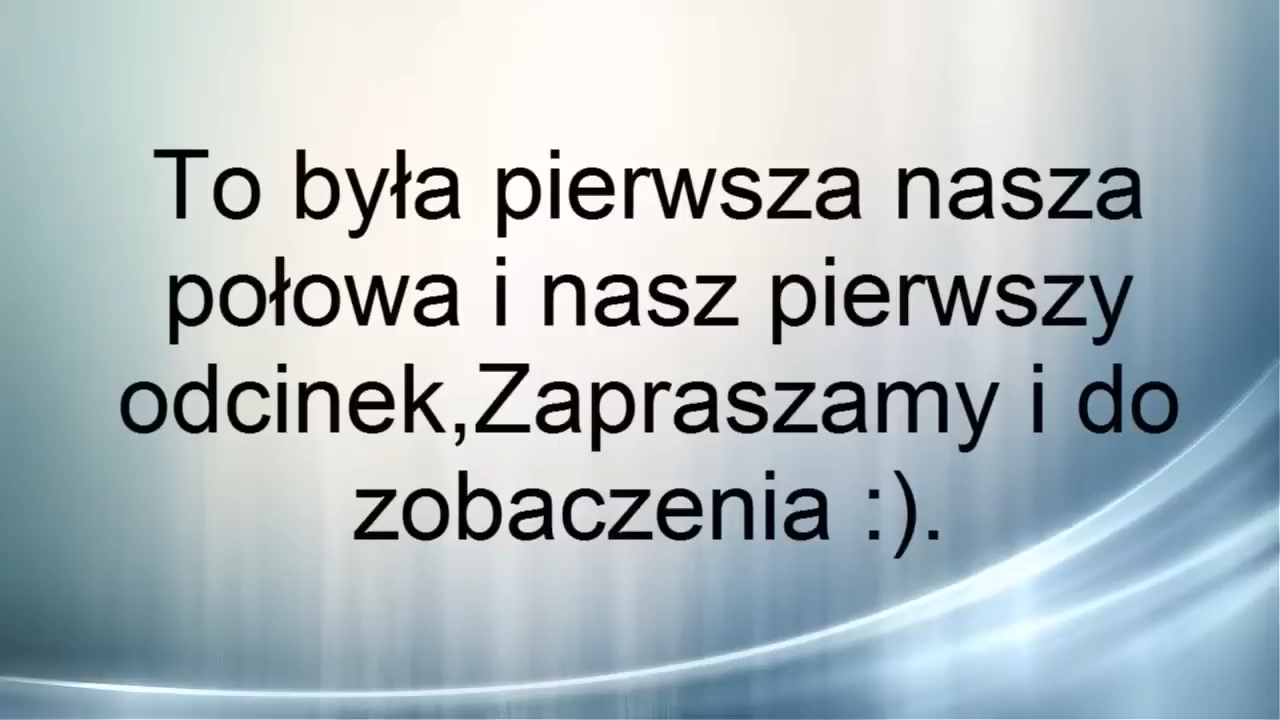 To była pierwsza nasza
połowa i nasz pierwszy
odcinek,Zapraszamy i do
zobaczenia :).